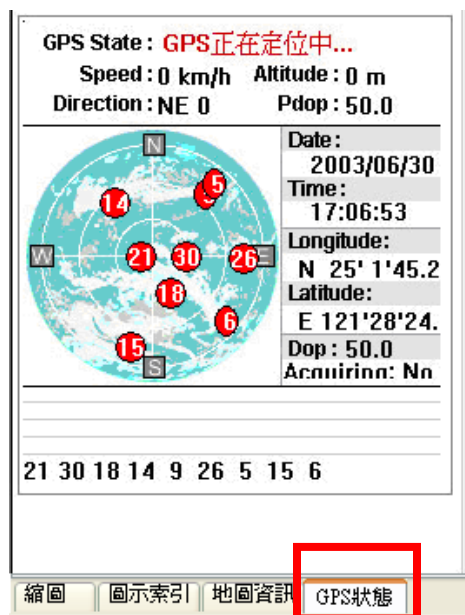 GPS State : GPS正在定位中...
Speed : 0 km/h Altitude : 0 m
Direction : NE 0 Pdop : 50.0
N
5
14
W
21
30
26
E
18
6
15
S
Date :
2003/06/30
Time :
17:06:53
Longitude:
N 25' 1'45.2
Latitude:
E 121'28'24.
Dop : 50.0
Acquiring: No
21 30 18 14 9 26 5 15 6
縮圖 圖示索引 地圖資訊 GPS狀態